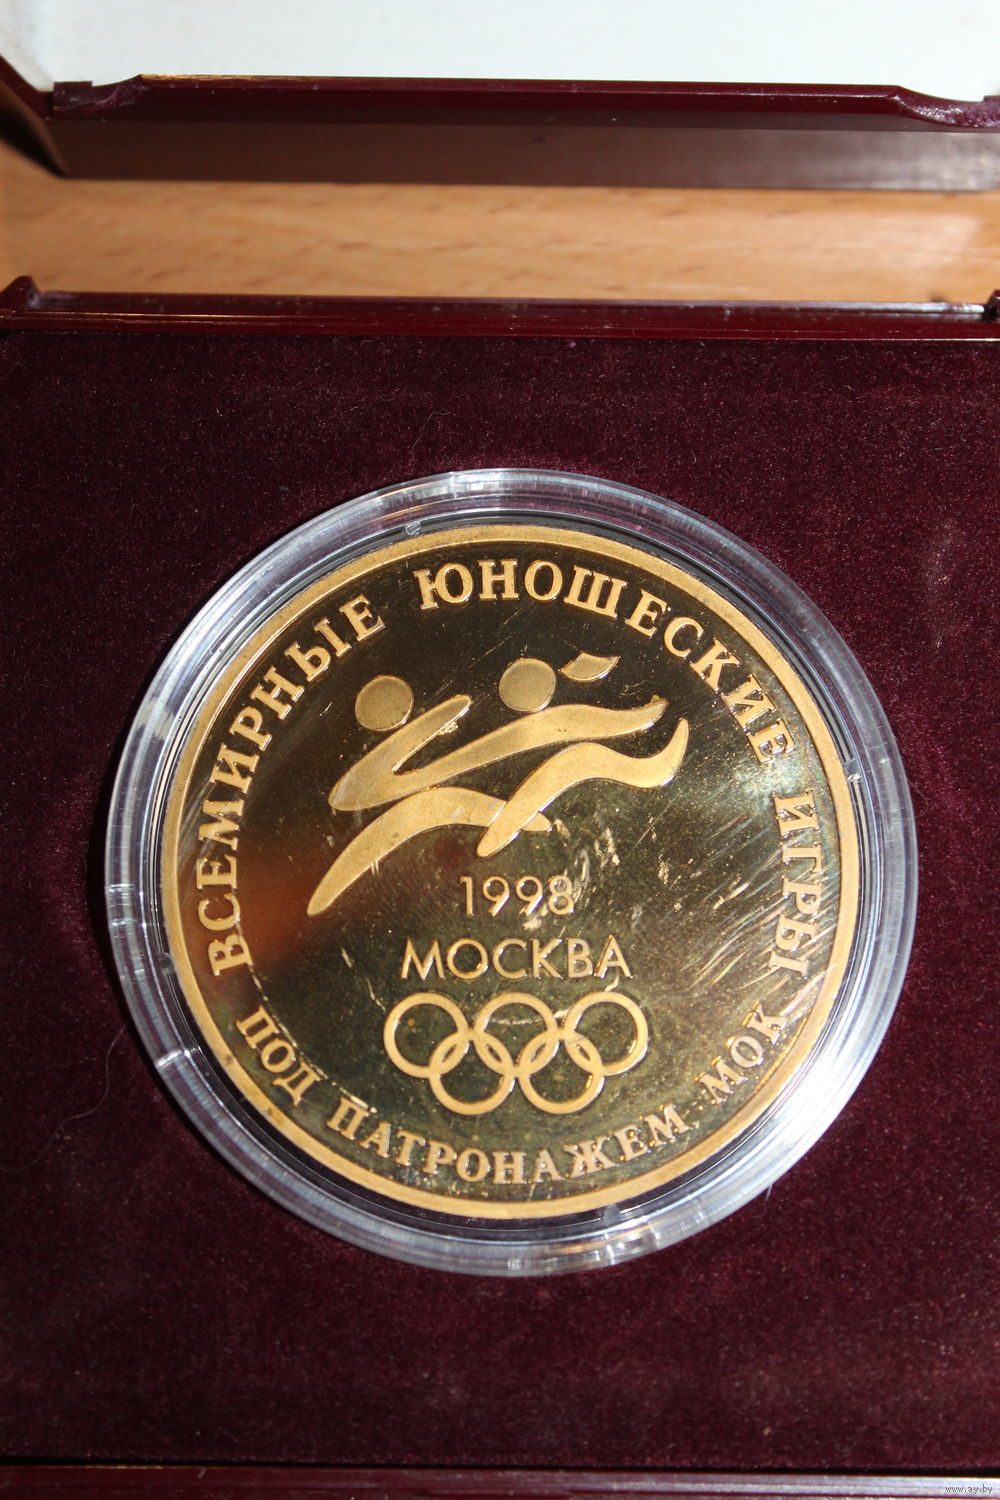 ВСЕМИРНЫЕ ЮНОШЕСКИЕ ИГРЫ
1998
МОСКВА
ПОД ПАТРОНАЖЕМ МОК
www.ay.by